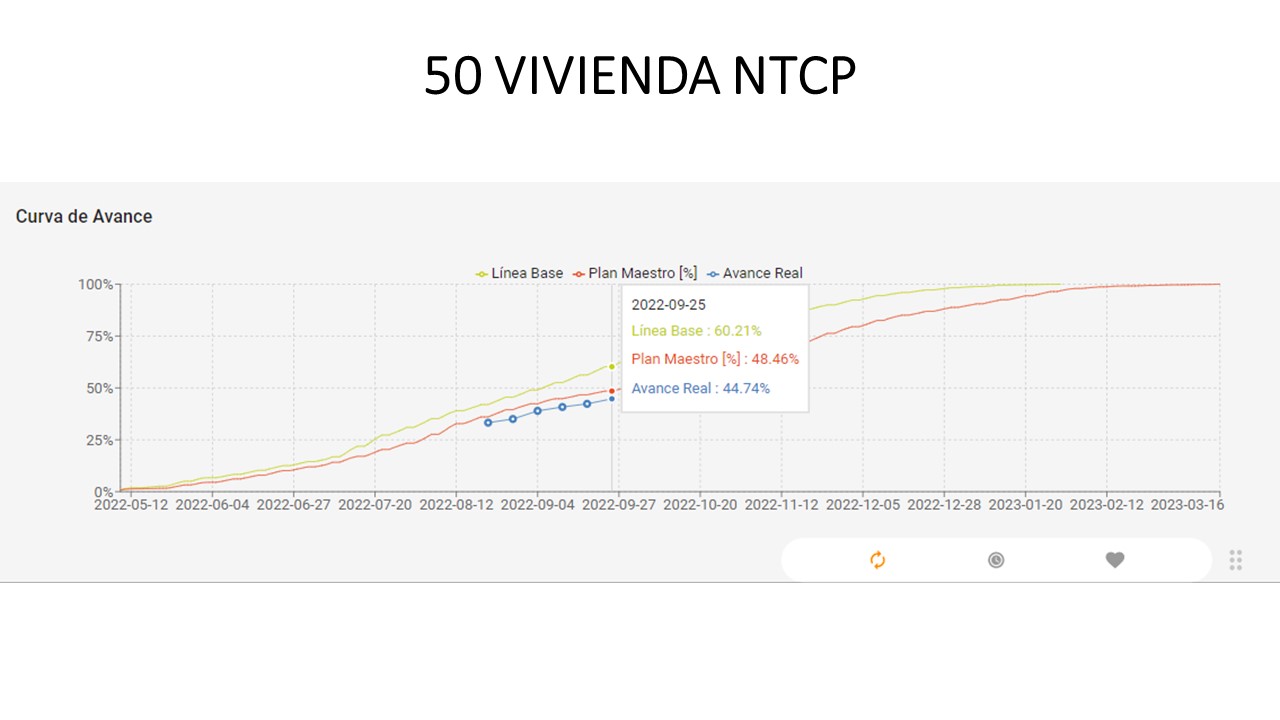 50 VIVIENDA NTCP
Curva de Avance
Línea Base Plan Maestro [%] Avance Real
100%
75%
50%
25%
0%
2022-09-25
Línea Base : 60.21%
Plan Maestro [%] : 48.46%
Avance Real : 44.74%
2022-05-12 2022-06-04 2022-06-27 2022-07-20 2022-08-12 2022-09-04 2022-09-27 2022-10-20 2022-11-12 2022-12-05 2022-12-28 2023-01-20 2023-02-12 2023-03-16